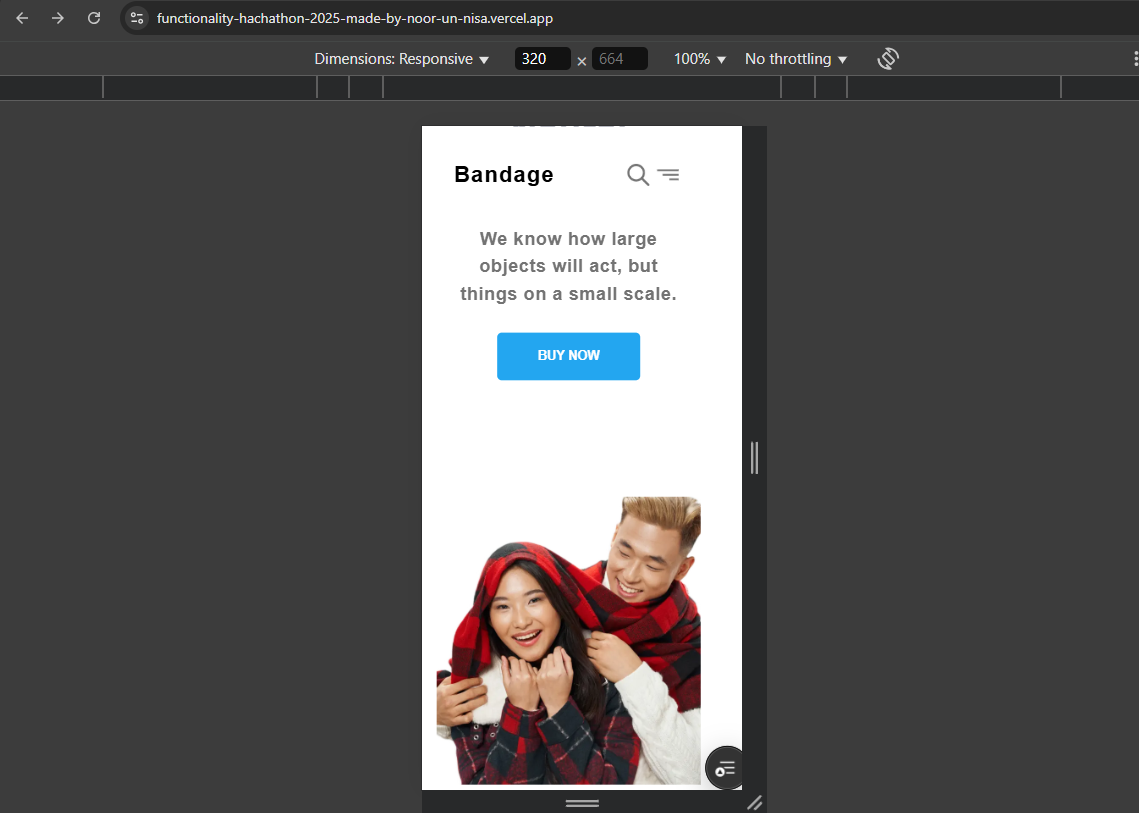 functionality-hachathon-2025-made-by-noor-un-nisa.vercel.app
Dimensions: Responsive 320 × 664 100% No throttling
Bandage
We know how large
objects will act, but
things on a small scale.
BUY NOW